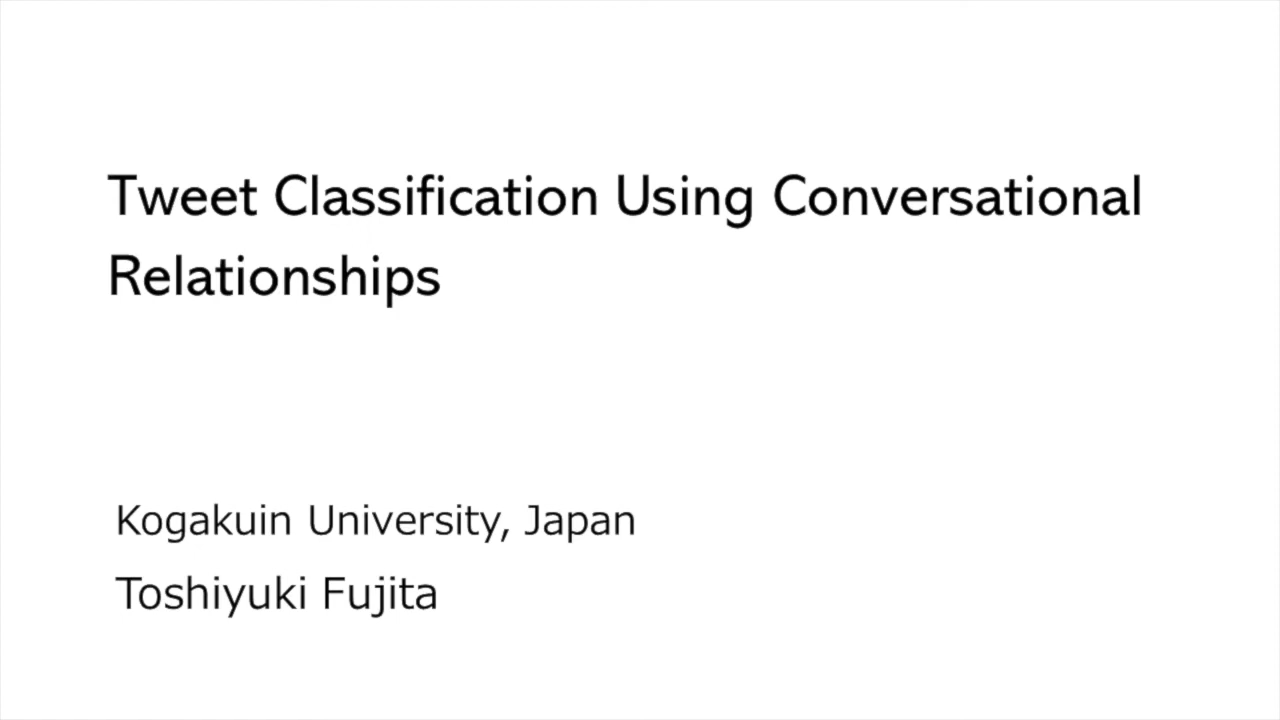 Tweet Classification Using Conversational
Relationships
Kogakuin University, Japan
Toshiyuki Fujita